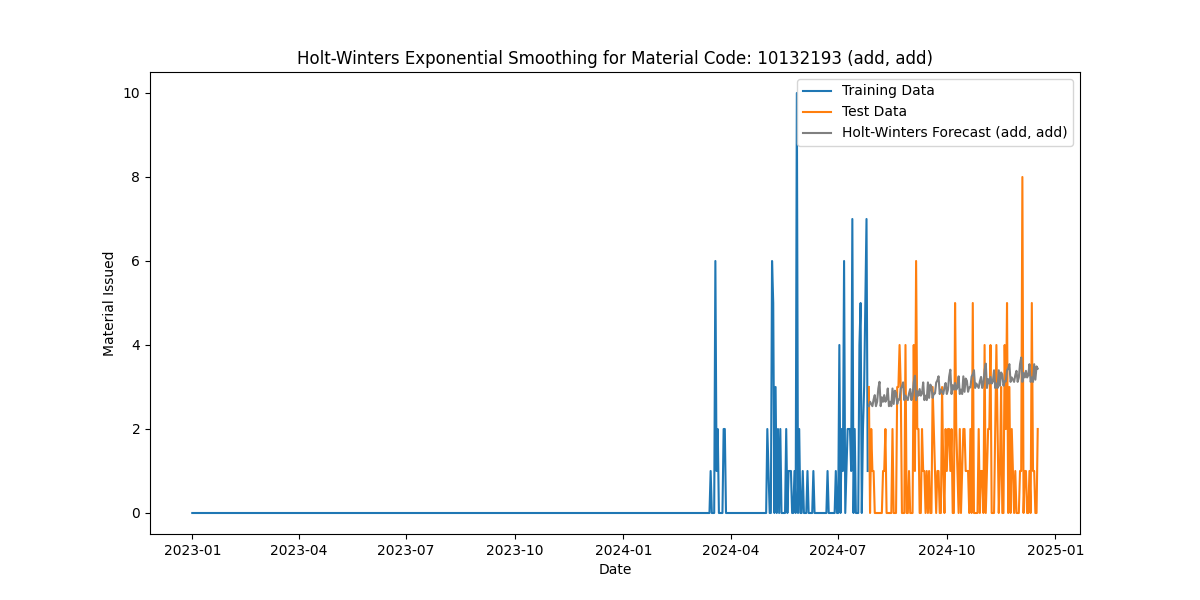 Holt-Winters Exponential Smoothing for Material Code: 10132193 (add, add)
Training Data
Test Data
Holt-Winters Forecast (add, add)
Material Issued
10
8
6
4
2
0
2023-01 2023-04 2023-07 2023-10 2024-01 2024-04 2024-07 2024-10 2025-01
Date